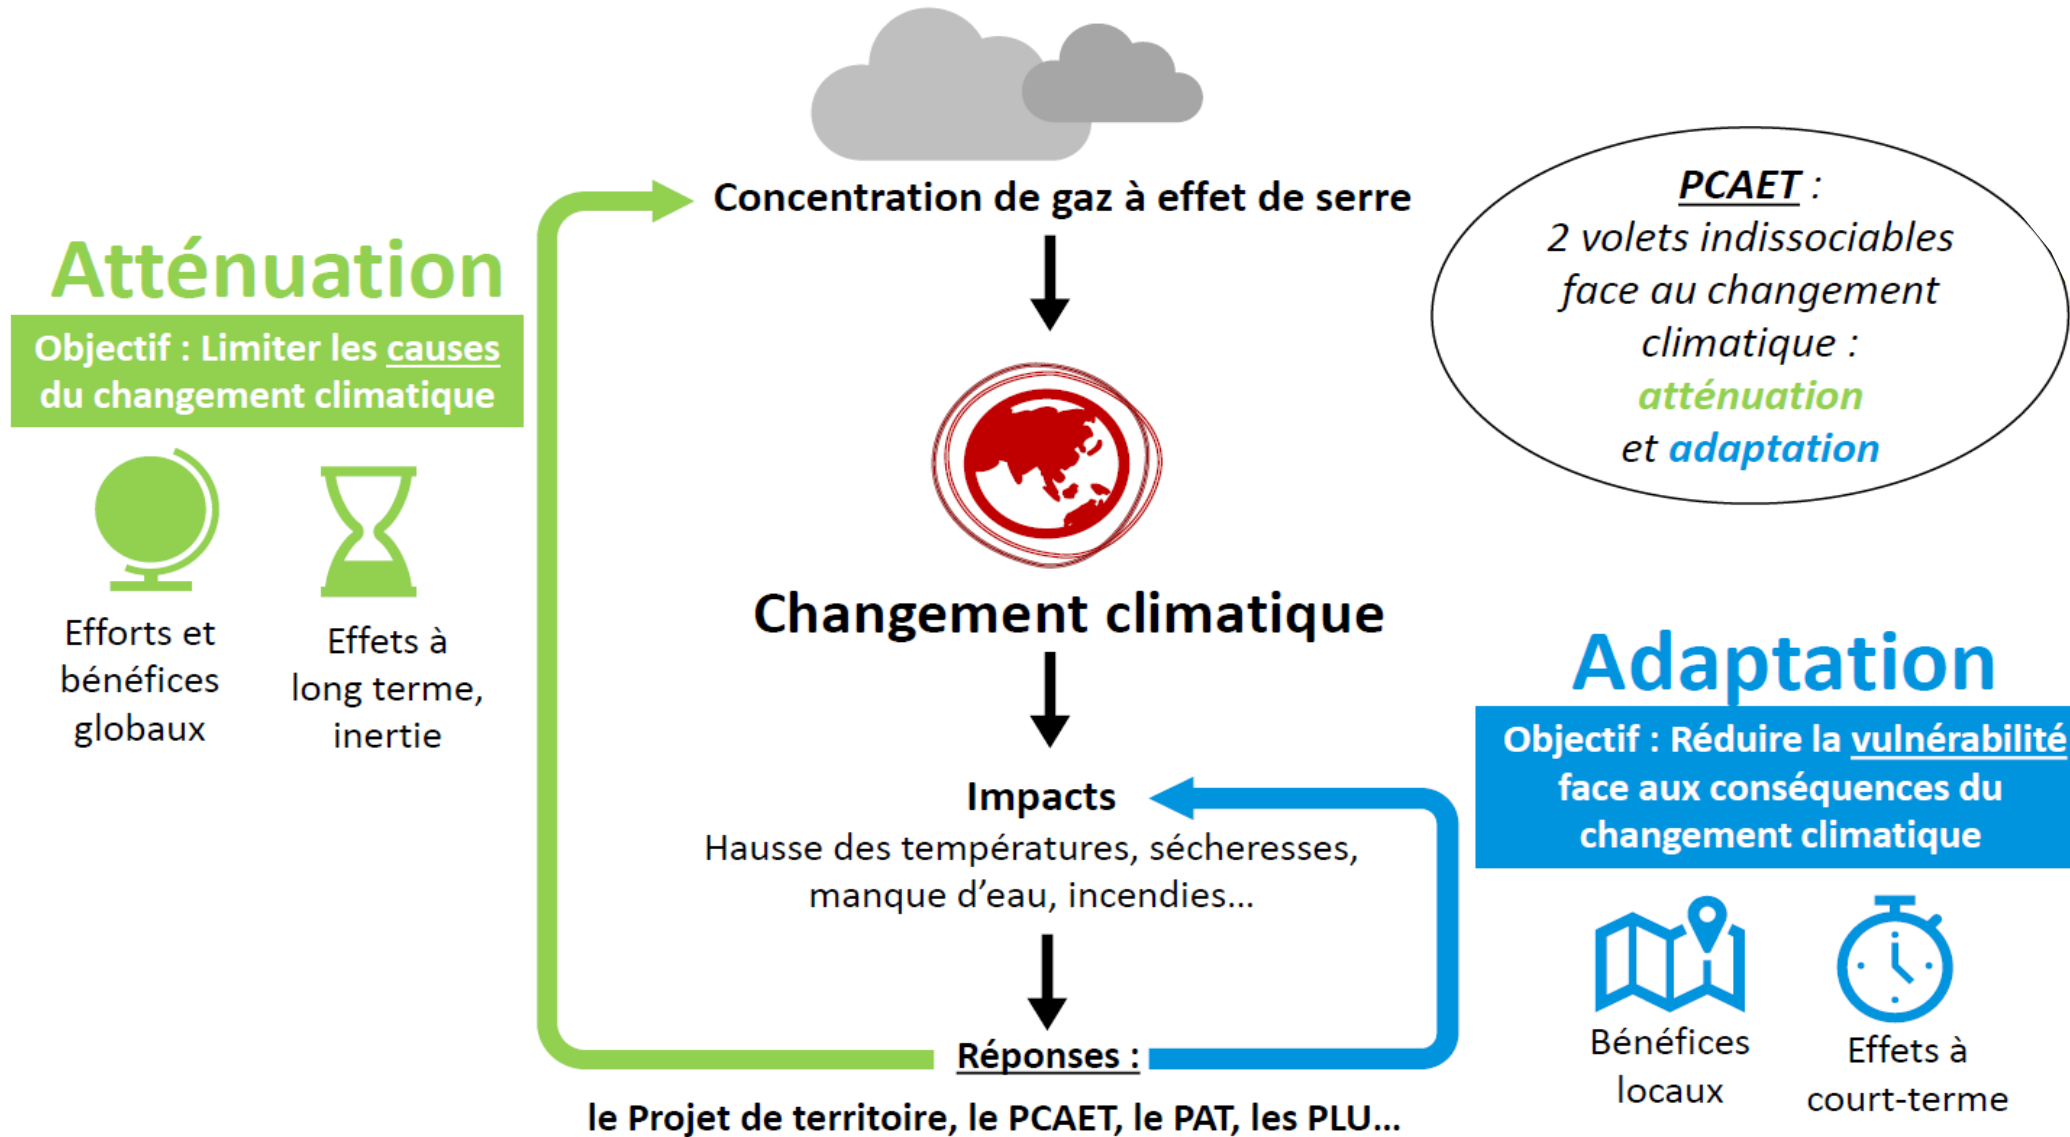 Concentration de gaz à effet de serre
PCAET :
2 volets indissociables
face au changement
climatique :
atténuation
et adaptation
Atténuation
Objectif : Limiter les causes
du changement climatique
Efforts et
bénéfices
globaux
Effets à
long terme,
inertie
Changement climatique
Adaptation
Objectif : Réduire la vulnérabilité
face aux conséquences du
changement climatique
Impacts
Hausse des températures, sécheresses,
manque d'eau, incendies...
Bénéfices
locaux
Effets à
court-terme
Réponses :
le Projet de territoire, le PCAET, le PAT, les PLU...